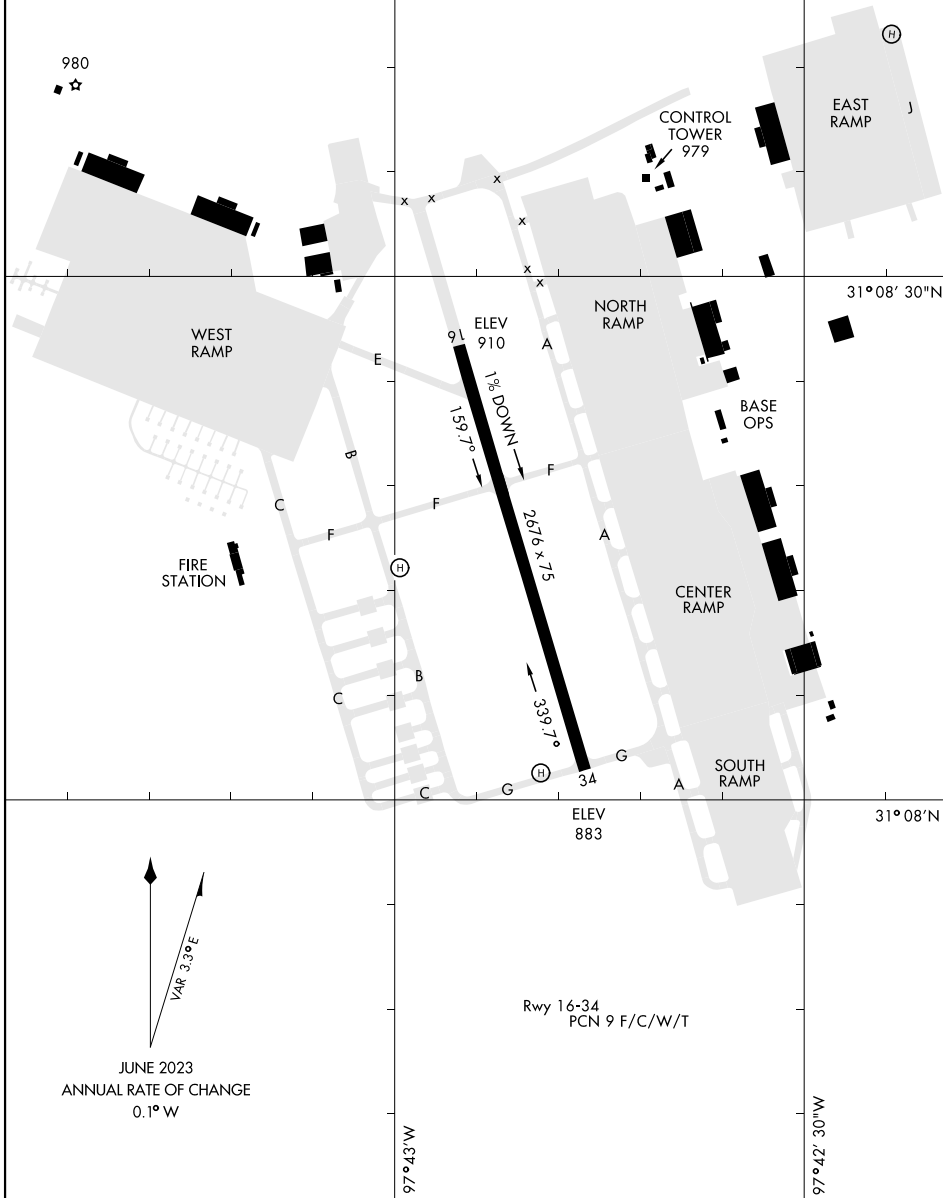 H
980
EAST
RAMP
J
CONTROL
TOWER
979
x
x
x
x
x
x
31° 08' 30"N
NORTH
RAMP
WEST
RAMP
16
ELEV
910
A
E
1% DOWN
159.7°
BASE
OPS
B
F
F
C
F
2676 x 75
A
FIRE
STATION
H
CENTER
RAMP
B
C
339.7°
G
H
34
SOUTH
RAMP
A
G
C
ELEV
883
31° 08'N
VAR 3.3° E
JUNE 2023
ANNUAL RATE OF CHANGE
0.1° W
Rwy 16-34
PCN 9 F/C/W/T
97°43'W
97°42' 30"W